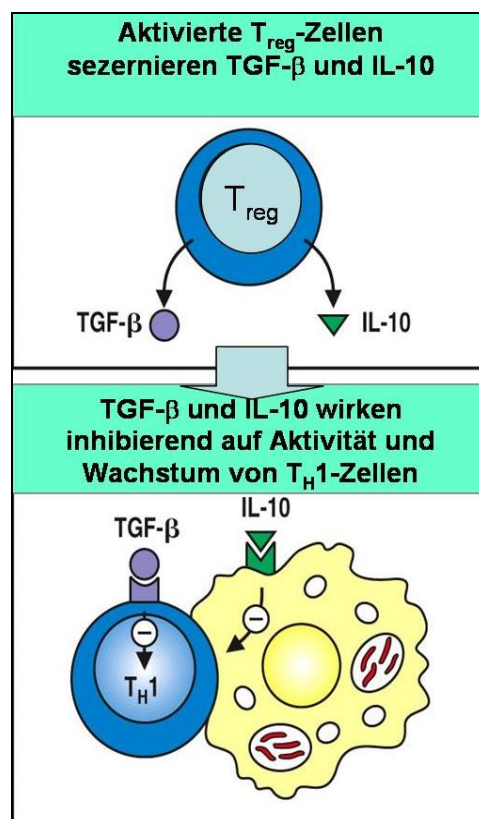 Aktivierte Treg-Zellen
sezernieren TGF-β und IL-10
Treg
TGF-β
IL-10
TGF-β und IL-10 wirken
inhibierend auf Aktivität und
Wachstum von TH1-Zellen
IL-10
TGF-β
−
−
TH1